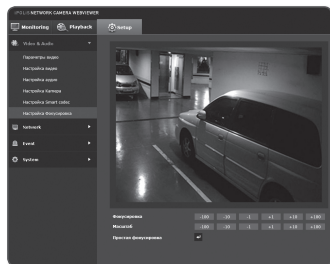 iPOLiS NETWORK CAMERA WEBVIEWER
Monitoring Playback Setup
Video & Audio
Параметры видео
Настройка видео
Настройка аудио
Настройка Камера
Настройка Smart codec
Настройка Фокусировка
Network
Event
System
Фокусировка -100 -10 -1 +1 +10 +100
Масштаб -100 -10 -1 +1 +10 +100
Простая фокусировка